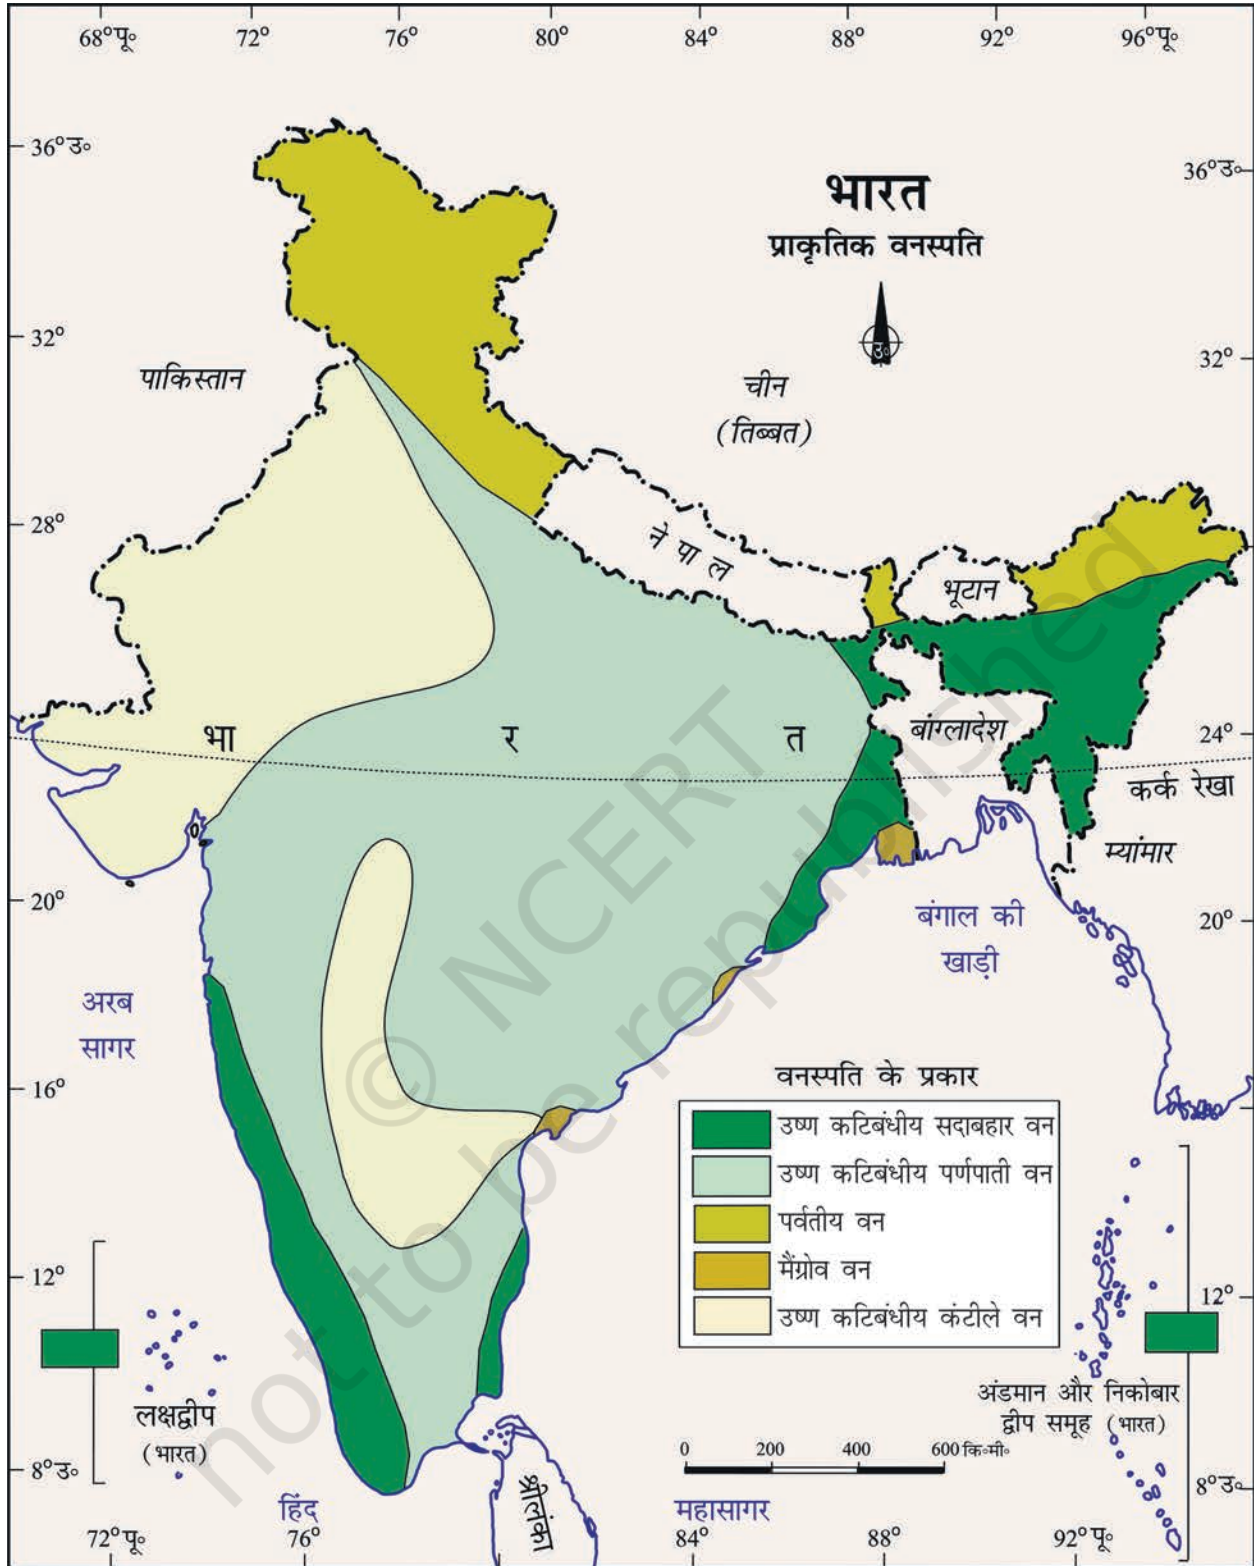 68°पू॰ 72° 76° 80° 84° 88° 92° 96°पू॰
36°उ॰
36°उ॰
भारत
प्राकृतिक वनस्पति
उ॰
32°
32°
पाकिस्तान
चीन
(तिब्बत)
28°
नेपाल
भूटान
भा र त
बांग्लादेश
24°
कर्क रेखा
म्यांमार
20°
20°
बंगाल की
खाड़ी
अरब
सागर
16°
वनस्पति के प्रकार
उष्ण कटिबंधीय सदाबहार वन
उष्ण कटिबंधीय पर्णपाती वन
पर्वतीय वन
मैंग्रोव वन
उष्ण कटिबंधीय कंटीले वन
12°
12°
लक्षद्वीप
(भारत)
अंडमान और निकोबार
द्वीप समूह (भारत)
0 200 400 600 कि॰मी॰
8°उ॰
8°उ॰
श्रीलंका
हिंद महासागर
72°पू॰ 76° 84° 88° 92°पू॰
© NCERT
not to be republished